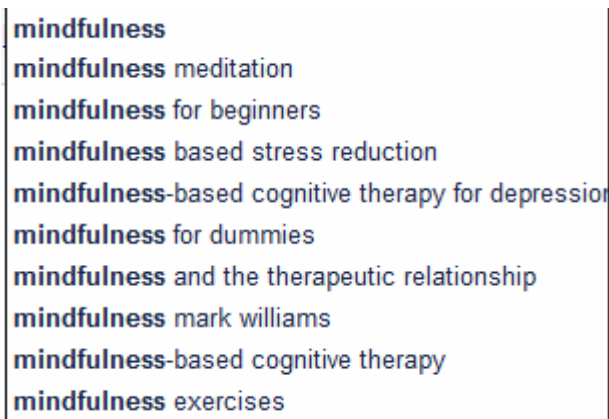 mindfulness
mindfulness meditation
mindfulness for beginners
mindfulness based stress reduction
mindfulness-based cognitive therapy for depression
mindfulness for dummies
mindfulness and the therapeutic relationship
mindfulness mark williams
mindfulness-based cognitive therapy
mindfulness exercises